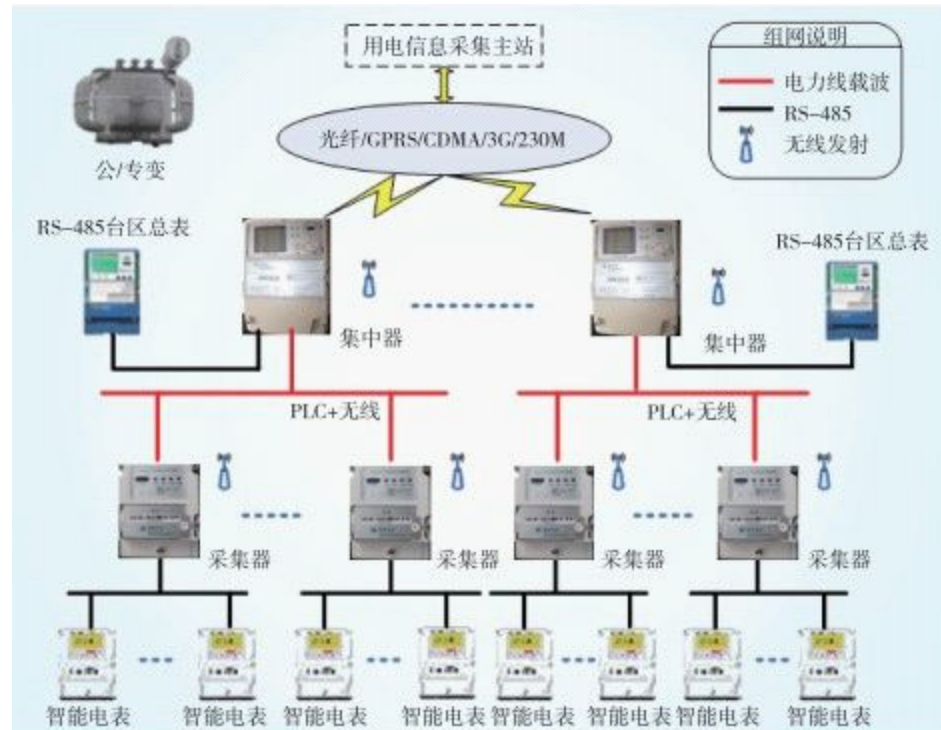 用电信息采集主站
组网说明
电力线载波
RS-485
无线发射
光纤/GPRS/CDMA/3G/230M
公/专变
RS-485台区总表
RS-485台区总表
集中器
集中器
PLC+无线
PLC+无线
采集器
采集器
采集器
采集器
智能电表
智能电表
智能电表
智能电表
智能电表
智能电表
智能电表
智能电表